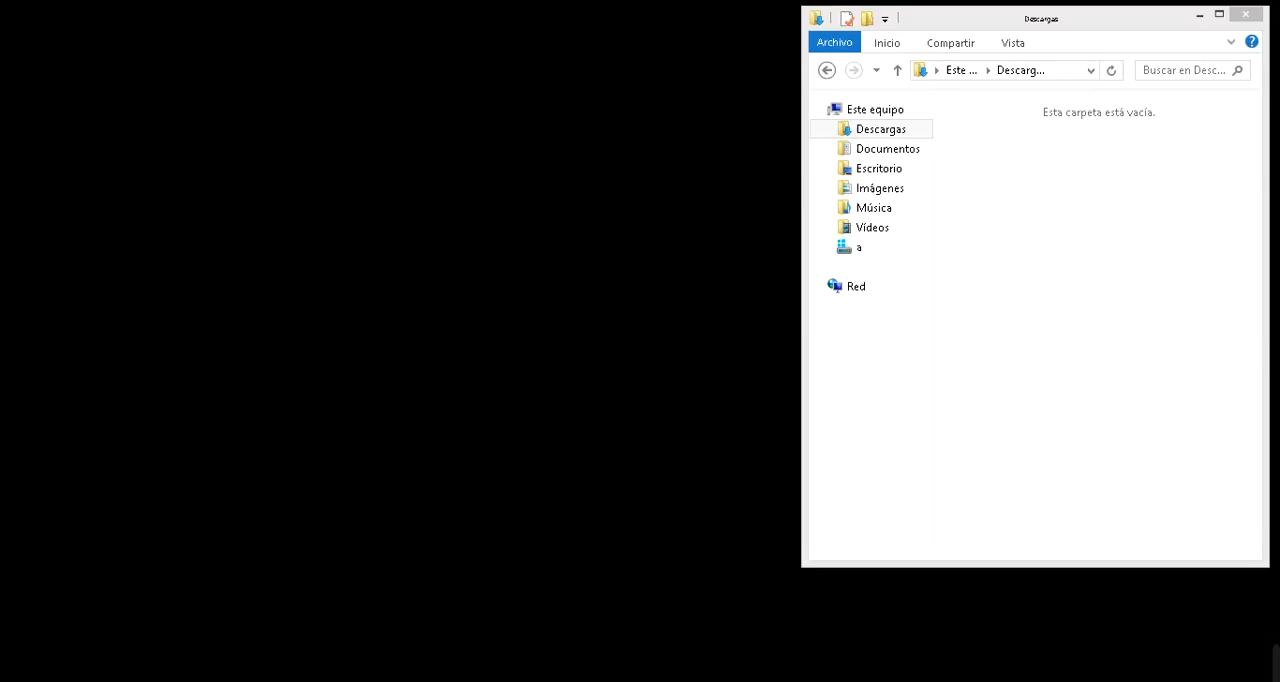 Descargas
Archivo Inicio Compartir Vista
Este ... Descarg... Buscar en Desc...
Este equipo
Descargas
Documentos
Escritorio
Imágenes
Música
Vídeos
a
Red
Esta carpeta está vacía.